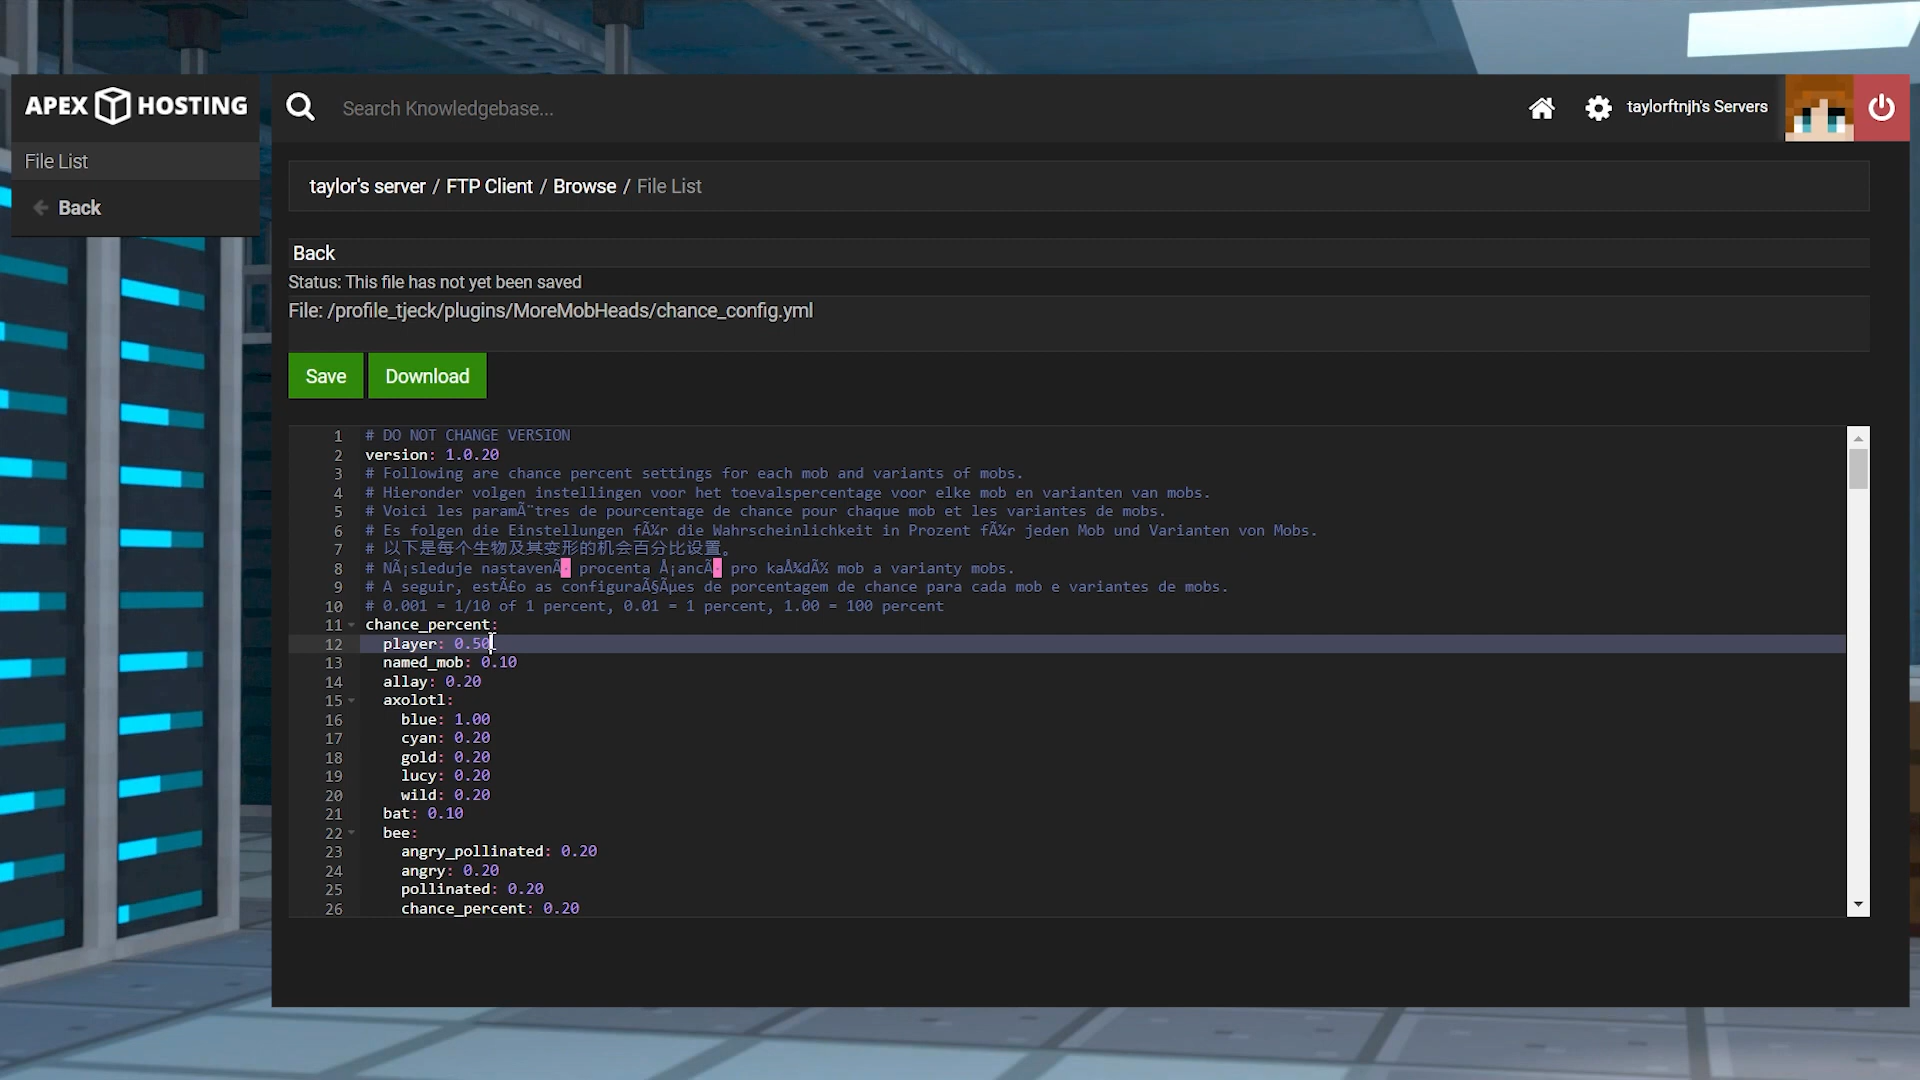 APEX HOSTING
Search Knowledgebase...
taylorftnjh's Servers
File List
Back
taylor's server / FTP Client / Browse / File List
Back
Status: This file has not yet been saved
File: /profile_tjeck/plugins/MoreMobHeads/chance_config.yml
Save
Download
1 # DO NOT CHANGE VERSION
2 version: 1.0.20
3 # Following are chance percent settings for each mob and variants of mobs.
4 # Hieronder volgen instellingen voor het toevalspercentage voor elke mob en varianten van mobs.
5 # Voici les paramÃ¨tres de pourcentage de chance pour chaque mob et les variantes de mobs.
6 # Es folgen die Einstellungen fÃ¼r die Wahrscheinlichkeit in Prozent fÃ¼r jeden Mob und Varianten von Mobs.
7 # 以下是每个生物及其变形的机会百分比设置。
8 # NÃ¡sleduje nastavenÃ procenta Å¡ancÃ pro kaÅ¾dÃ½ mob a varianty mobs.
9 # A seguir, estÃ£o as configuraÃ§Ãµes de porcentagem de chance para cada mob e variantes de mobs.
10 # 0.001 = 1/10 of 1 percent, 0.01 = 1 percent, 1.00 = 100 percent
11 chance_percent:
12 player: 0.50
13 named_mob: 0.10
14 allay: 0.20
15 axolotl:
16 blue: 1.00
17 cyan: 0.20
18 gold: 0.20
19 lucy: 0.20
20 wild: 0.20
21 bat: 0.10
22 bee:
23 angry_pollinated: 0.20
24 angry: 0.20
25 pollinated: 0.20
26 chance_percent: 0.20